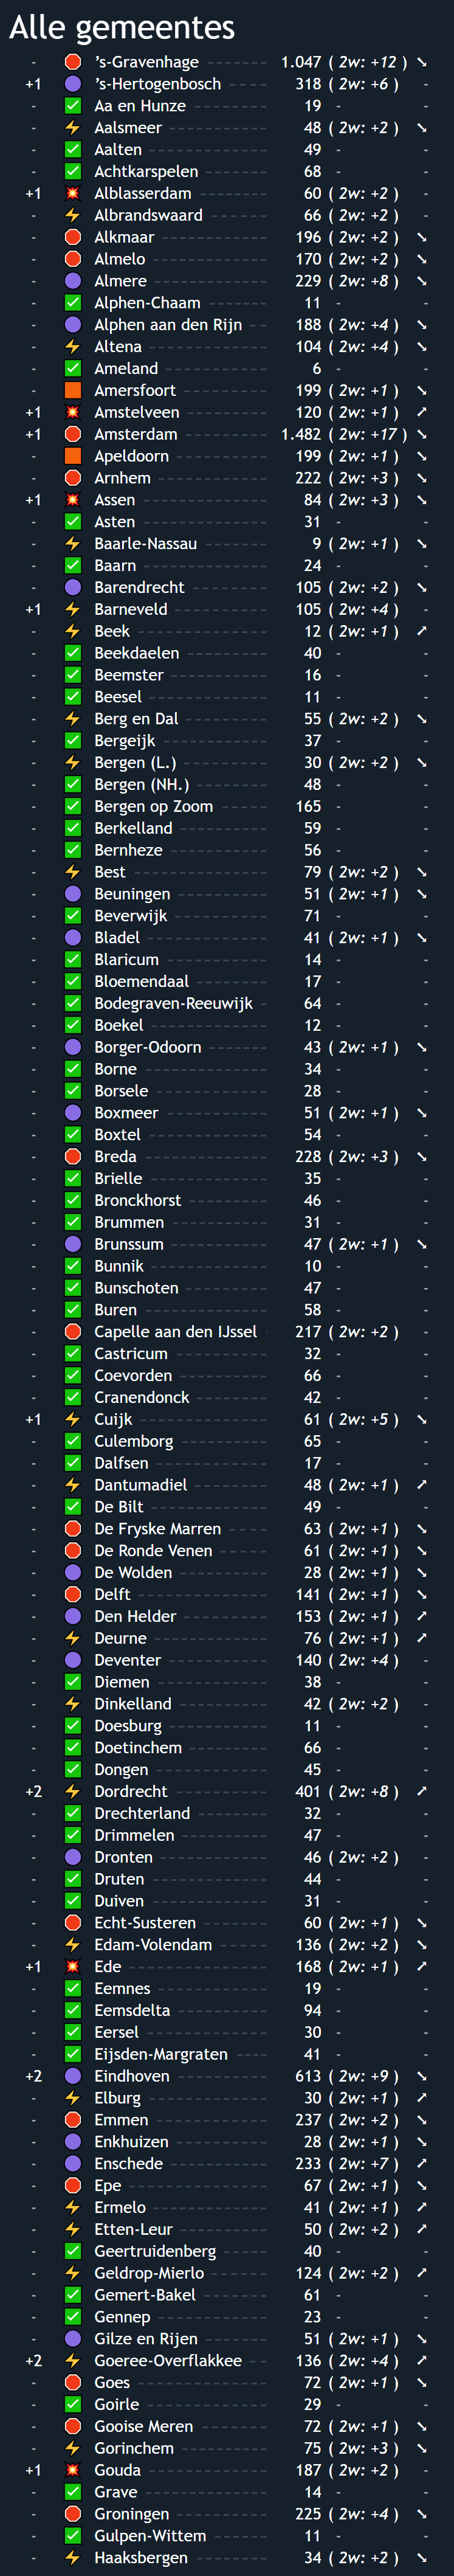 Alle gemeentes
- 's-Gravenhage 1.047 ( 2w: +12 ) ➘
+1 's-Hertogenbosch 318 ( 2w: +6 ) -
- Aa en Hunze 19 - -
- Aalsmeer 48 ( 2w: +2 ) ➘
- Aalten 49 - -
- Achtkarspelen 68 - -
+1 Alblasserdam 60 ( 2w: +2 ) -
- Albrandswaard 66 ( 2w: +2 ) -
- Alkmaar 196 ( 2w: +2 ) ➘
- Almelo 170 ( 2w: +2 ) ➘
- Almere 229 ( 2w: +8 ) ➘
- Alphen-Chaam 11 - -
- Alphen aan den Rijn 188 ( 2w: +4 ) ➘
- Altena 104 ( 2w: +4 ) ➘
- Ameland 6 - -
- Amersfoort 199 ( 2w: +1 ) ➘
+1 Amstelveen 120 ( 2w: +1 ) ➚
+1 Amsterdam 1.482 ( 2w: +17 ) ➘
- Apeldoorn 199 ( 2w: +1 ) ➘
- Arnhem 222 ( 2w: +3 ) ➘
+1 Assen 84 ( 2w: +3 ) ➘
- Asten 31 - -
- Baarle-Nassau 9 ( 2w: +1 ) ➘
- Baarn 24 - -
- Barendrecht 105 ( 2w: +2 ) ➘
+1 Barneveld 105 ( 2w: +4 ) -
- Beek 12 ( 2w: +1 ) ➚
- Beekdaelen 40 - -
- Beemster 16 - -
- Beesel 11 - -
- Berg en Dal 55 ( 2w: +2 ) ➘
- Bergeijk 37 - -
- Bergen (L.) 30 ( 2w: +2 ) ➘
- Bergen (NH.) 48 - -
- Bergen op Zoom 165 - -
- Berkelland 59 - -
- Bernheze 56 - -
- Best 79 ( 2w: +2 ) ➘
- Beuningen 51 ( 2w: +1 ) ➘
- Beverwijk 71 - -
- Bladel 41 ( 2w: +1 ) ➘
- Blaricum 14 - -
- Bloemendaal 17 - -
- Bodegraven-Reeuwijk 64 - -
- Boekel 12 - -
- Borger-Odoorn 43 ( 2w: +1 ) ➘
- Borne 34 - -
- Borsele 28 - -
- Boxmeer 51 ( 2w: +1 ) ➘
- Boxtel 54 - -
- Breda 228 ( 2w: +3 ) ➘
- Brielle 35 - -
- Bronckhorst 46 - -
- Brummen 31 - -
- Brunssum 47 ( 2w: +1 ) ➘
- Bunnik 10 - -
- Bunschoten 47 - -
- Buren 58 - -
- Capelle aan den IJssel 217 ( 2w: +2 ) -
- Castricum 32 - -
- Coevorden 66 - -
- Cranendonck 42 - -
+1 Cuijk 61 ( 2w: +5 ) ➘
- Culemborg 65 - -
- Dalfsen 17 - -
- Dantumadiel 48 ( 2w: +1 ) ➚
- De Bilt 49 - -
- De Fryske Marren 63 ( 2w: +1 ) ➘
- De Ronde Venen 61 ( 2w: +1 ) ➘
- De Wolden 28 ( 2w: +1 ) ➘
- Delft 141 ( 2w: +1 ) ➘
- Den Helder 153 ( 2w: +1 ) ➚
- Deurne 76 ( 2w: +1 ) ➚
- Deventer 140 ( 2w: +4 ) -
- Diemen 38 - -
- Dinkelland 42 ( 2w: +2 ) -
- Doesburg 11 - -
- Doetinchem 66 - -
- Dongen 45 - -
+2 Dordrecht 401 ( 2w: +8 ) ➚
- Drechterland 32 - -
- Drimmelen 47 - -
- Dronten 46 ( 2w: +2 ) -
- Druten 44 - -
- Duiven 31 - -
- Echt-Susteren 60 ( 2w: +1 ) ➘
- Edam-Volendam 136 ( 2w: +2 ) ➘
+1 Ede 168 ( 2w: +1 ) ➚
- Eemnes 19 - -
- Eemsdelta 94 - -
- Eersel 30 - -
- Eijsden-Margraten 41 - -
+2 Eindhoven 613 ( 2w: +9 ) ➘
- Elburg 30 ( 2w: +1 ) ➚
- Emmen 237 ( 2w: +2 ) ➘
- Enkhuizen 28 ( 2w: +1 ) ➘
- Enschede 233 ( 2w: +7 ) ➚
- Epe 67 ( 2w: +1 ) ➘
- Ermelo 41 ( 2w: +1 ) ➚
- Etten-Leur 50 ( 2w: +2 ) ➚
- Geertruidenberg 40 - -
- Geldrop-Mierlo 124 ( 2w: +2 ) ➚
- Gemert-Bakel 61 - -
- Gennep 23 - -
- Gilze en Rijen 51 ( 2w: +1 ) ➘
+2 Goeree-Overflakkee 136 ( 2w: +4 ) ➚
- Goes 72 ( 2w: +1 ) ➘
- Goirle 29 - -
- Gooise Meren 72 ( 2w: +1 ) ➘
- Gorinchem 75 ( 2w: +3 ) ➘
+1 Gouda 187 ( 2w: +2 ) -
- Grave 14 - -
- Groningen 225 ( 2w: +4 ) ➘
- Gulpen-Wittem 11 - -
- Haaksbergen 34 ( 2w: +2 ) ➘